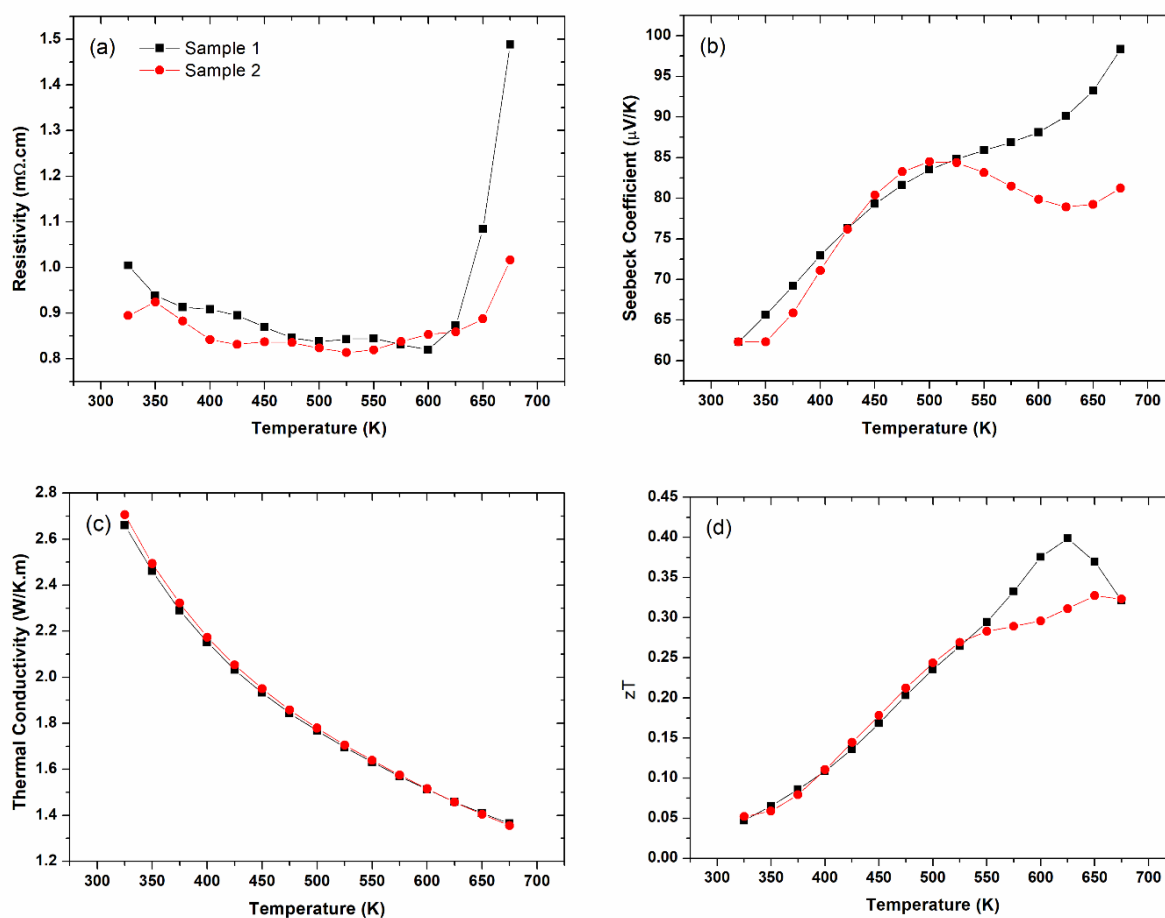 (a)
Sample 1
Sample 2
1.5
1.4
1.3
1.2
1.1
1.0
0.9
0.8
Resistivity (mΩ.cm)
300 350 400 450 500 550 600 650 700
Temperature (K)
(b)
100
95
90
85
80
75
70
65
60
Seebeck Coefficient (μV/K)
300 350 400 450 500 550 600 650 700
Temperature (K)
(c)
2.8
2.6
2.4
2.2
2.0
1.8
1.6
1.4
1.2
Thermal Conductivity (W/K.m)
300 350 400 450 500 550 600 650 700
Temperature (K)
(d)
0.45
0.40
0.35
0.30
0.25
0.20
0.15
0.10
0.05
0.00
zT
300 350 400 450 500 550 600 650 700
Temperature (K)